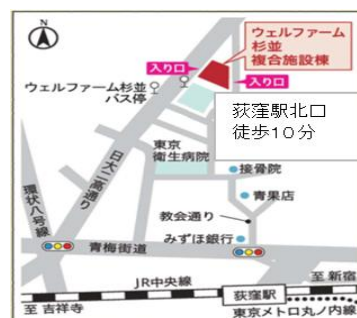 N
ウェルファーム
杉並
複合施設棟
入り口
入り口
ウェルファーム杉並
バス停
荻窪駅北口
徒歩10分
東京
衛生病院
接骨院
日大二高通り
青果店
環状八号線
教会通り
みずほ銀行
青梅街道
JR中央線
至 新宿
荻窪駅
至 吉祥寺
東京メトロ丸ノ内線